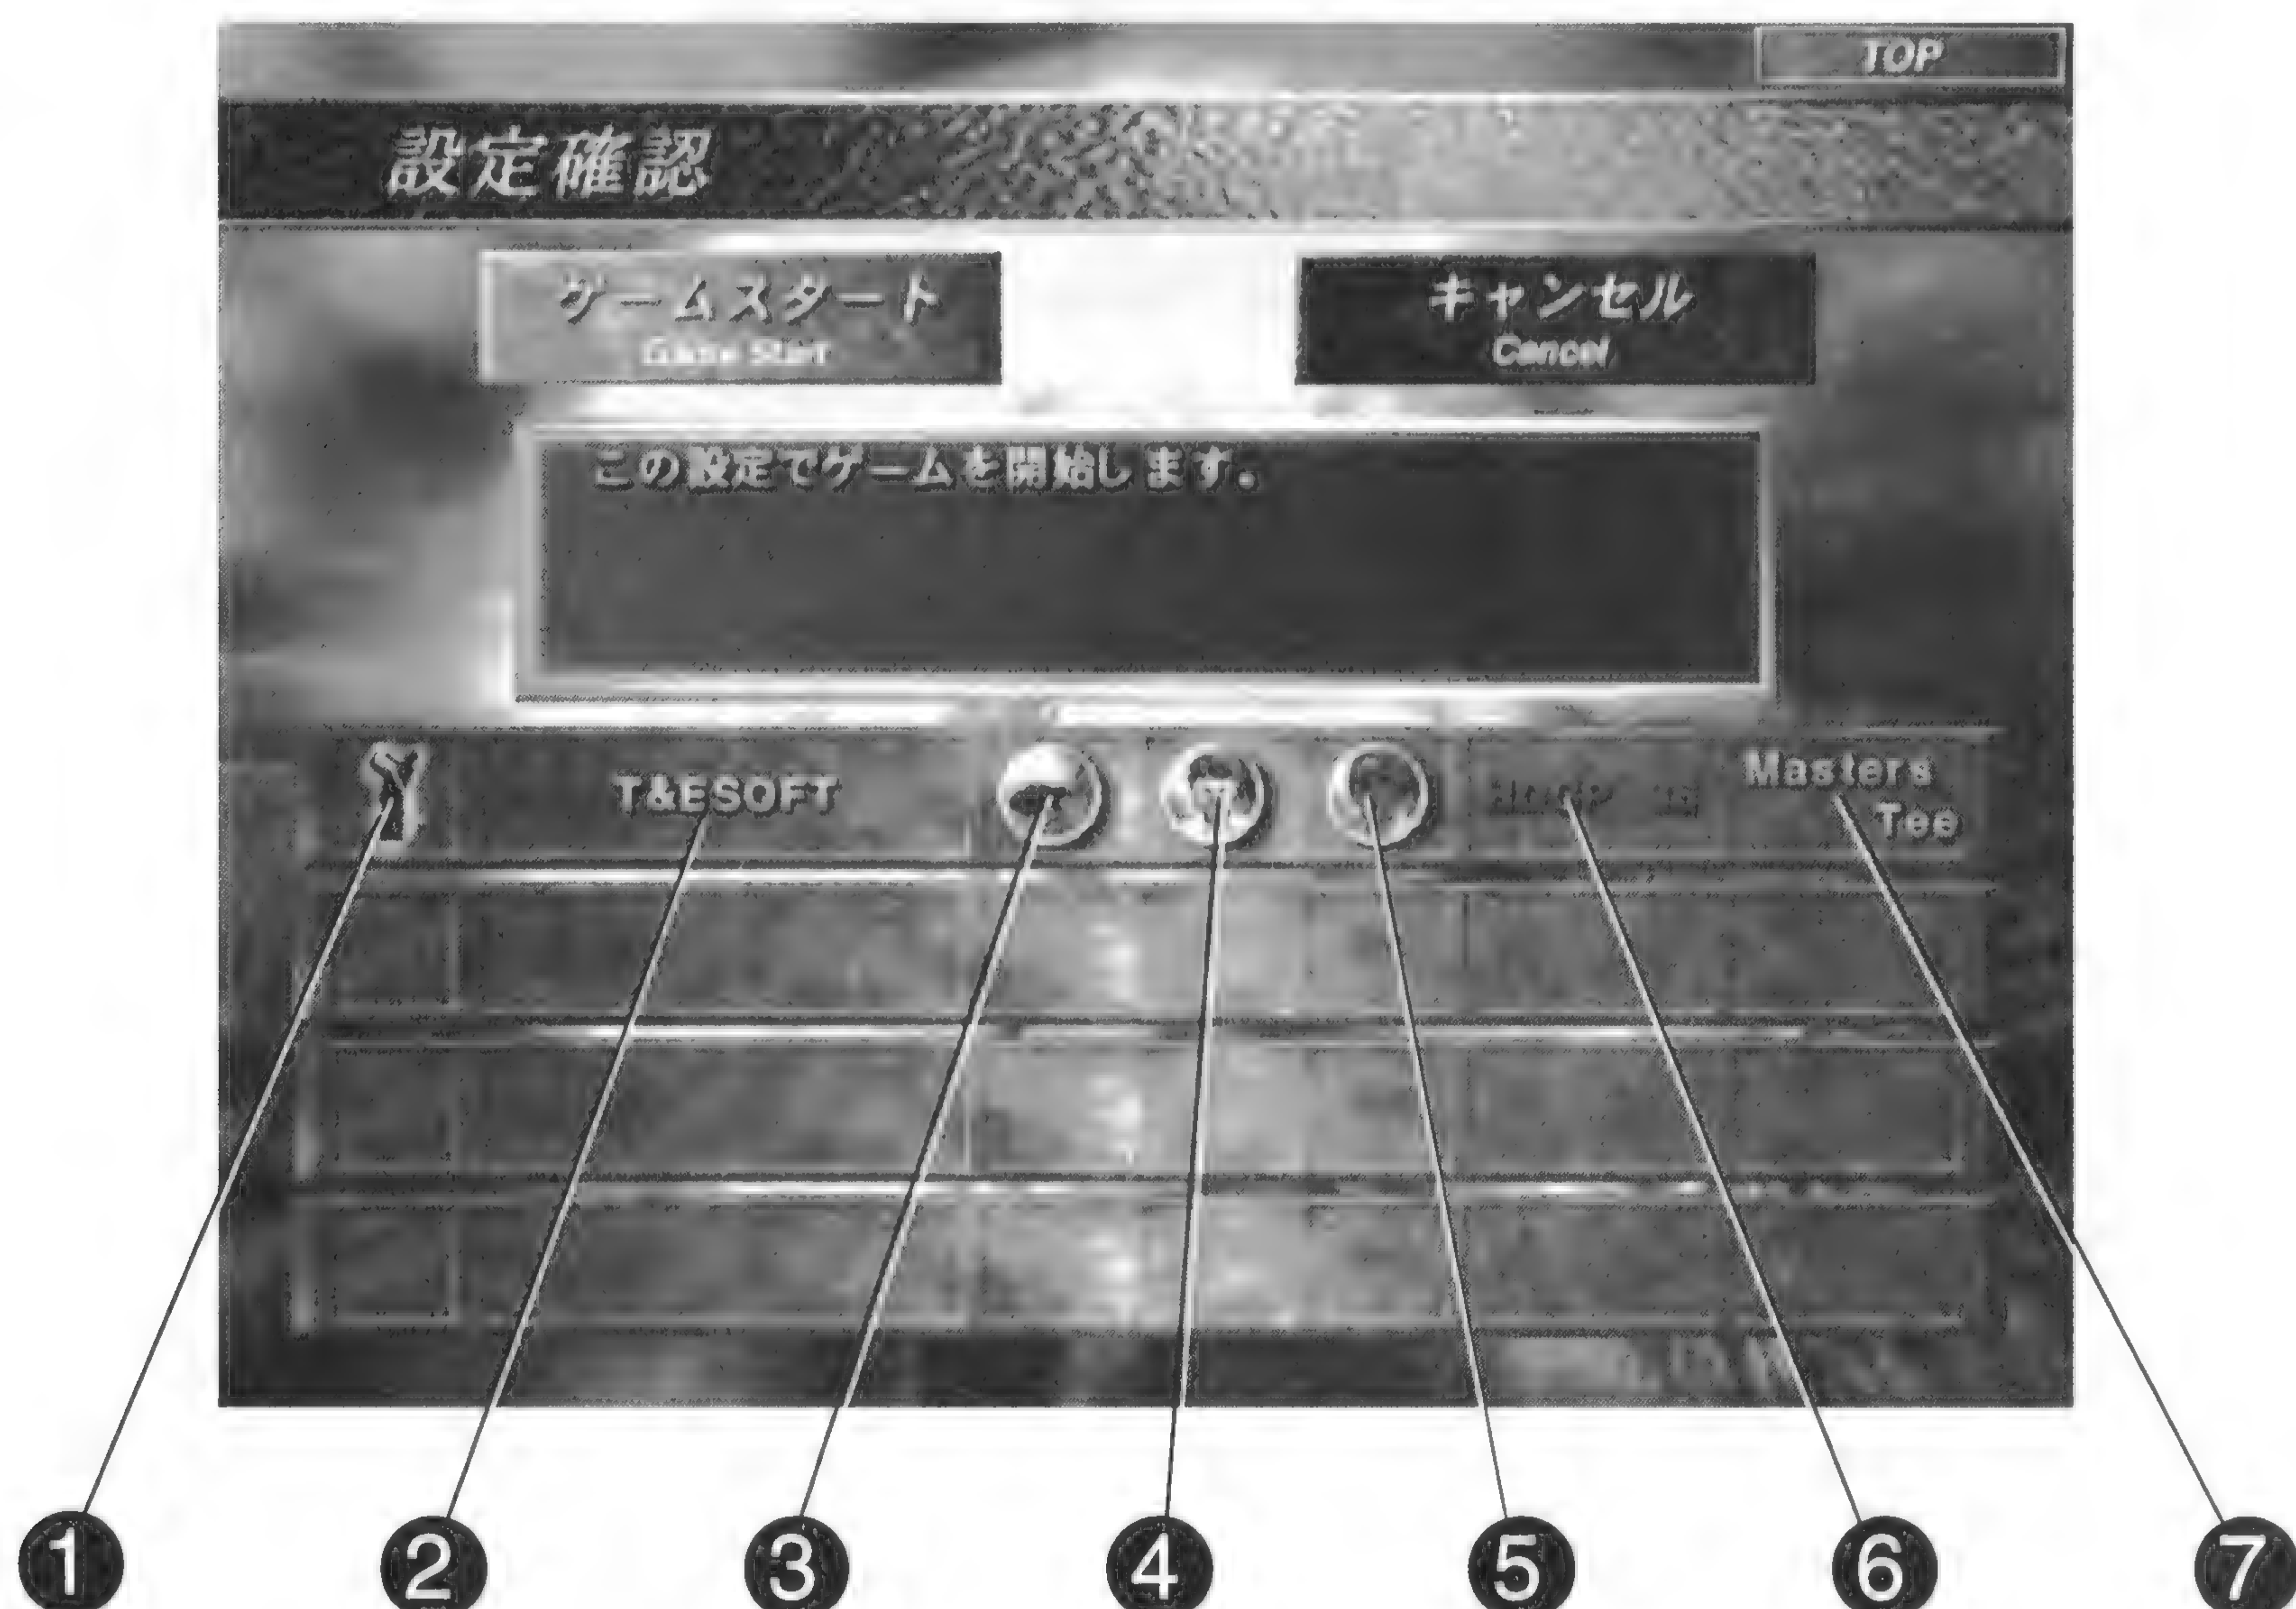 TOP
設定確認
ゲームスタート
Game Start
キャンセル
Cancel
この設定でゲームを開始します。
T&ESOFT
Masters
Tee
1 2 3 4 5 6 7